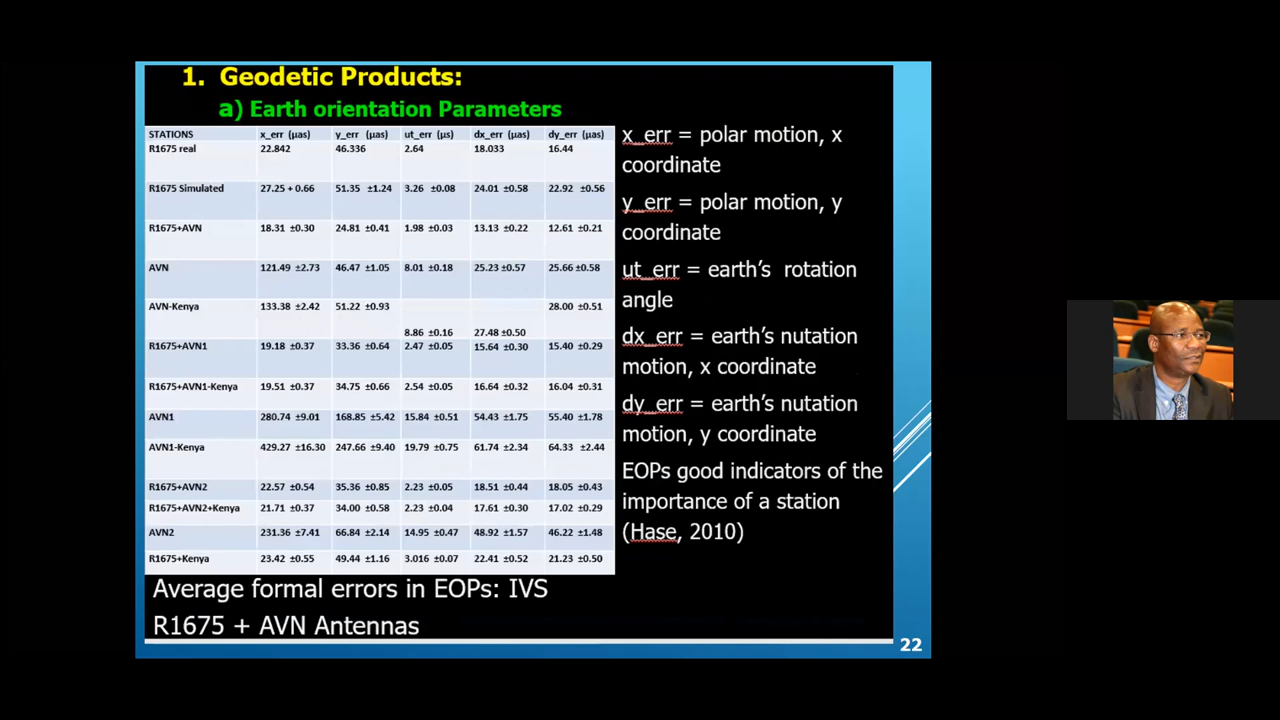 1. Geodetic Products:
a) Earth orientation Parameters
STATIONS x_err (µas) y_err (µas) ut_err (µs) dx_err (µas) dy_err (µas)
R1675 real 22.842 46.336 2.64 18.033 16.44
R1675 Simulated 27.25 + 0.66 51.35 ±1.24 3.26 ±0.08 24.01 ±0.58 22.92 ±0.56
R1675+AVN 18.31 ±0.30 24.81 ±0.41 1.98 ±0.03 13.13 ±0.22 12.61 ±0.21
AVN 121.49 ±2.73 46.47 ±1.05 8.01 ±0.18 25.23 ±0.57 25.66 ±0.58
AVN-Kenya 133.38 ±2.42 51.22 ±0.93 8.86 ±0.16 27.48 ±0.50 28.00 ±0.51
R1675+AVN1 19.18 ±0.37 33.36 ±0.64 2.47 ±0.05 15.64 ±0.30 15.40 ±0.29
R1675+AVN1-Kenya 19.51 ±0.37 34.75 ±0.66 2.54 ±0.05 16.64 ±0.32 16.04 ±0.31
AVN1 280.74 ±9.01 168.85 ±5.42 15.84 ±0.51 54.43 ±1.75 55.40 ±1.78
AVN1-Kenya 429.27 ±16.30 247.66 ±9.40 19.79 ±0.75 61.74 ±2.34 64.33 ±2.44
R1675+AVN2 22.57 ±0.54 35.36 ±0.85 2.23 ±0.05 18.51 ±0.44 18.05 ±0.43
R1675+AVN2+Kenya 21.71 ±0.37 34.00 ±0.58 2.23 ±0.04 17.61 ±0.30 17.02 ±0.29
AVN2 231.36 ±7.41 66.84 ±2.14 14.95 ±0.47 48.92 ±1.57 46.22 ±1.48
R1675+Kenya 23.42 ±0.55 49.44 ±1.16 3.016 ±0.07 22.41 ±0.52 21.23 ±0.50
x_err = polar motion, x
coordinate
y_err = polar motion, y
coordinate
ut_err = earth's rotation
angle
dx_err = earth's nutation
motion, x coordinate
dy_err = earth's nutation
motion, y coordinate
EOPs good indicators of the
importance of a station
(Hase, 2010)
Average formal errors in EOPs: IVS
R1675 + AVN Antennas
22